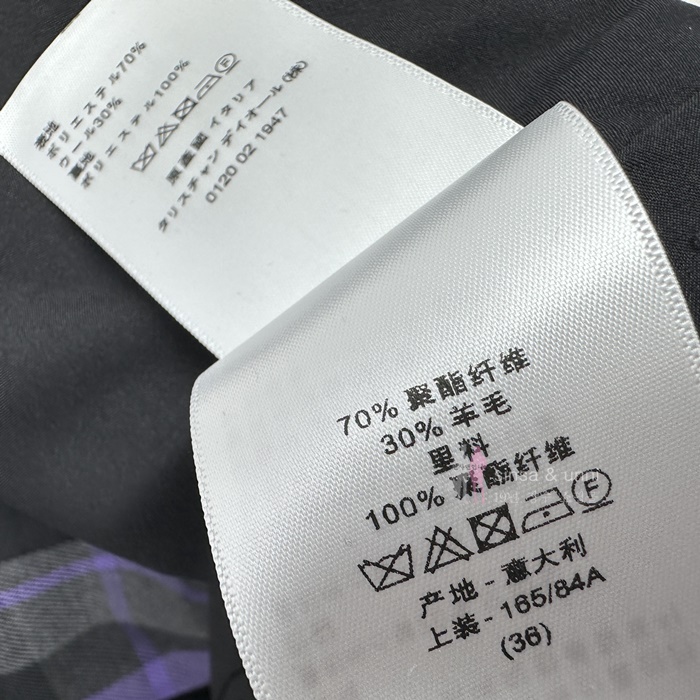 表地
ポリエステル70%
ウール30%
裏地
ポリエステル100%
F
原産國 イタリア
クリスチャン ディオール(株)
0120 02 1947
70% 聚酯纤维
30% 羊毛
里料
100% 聚酯纤维
F
产地-意大利
上装-165/84A
(36)